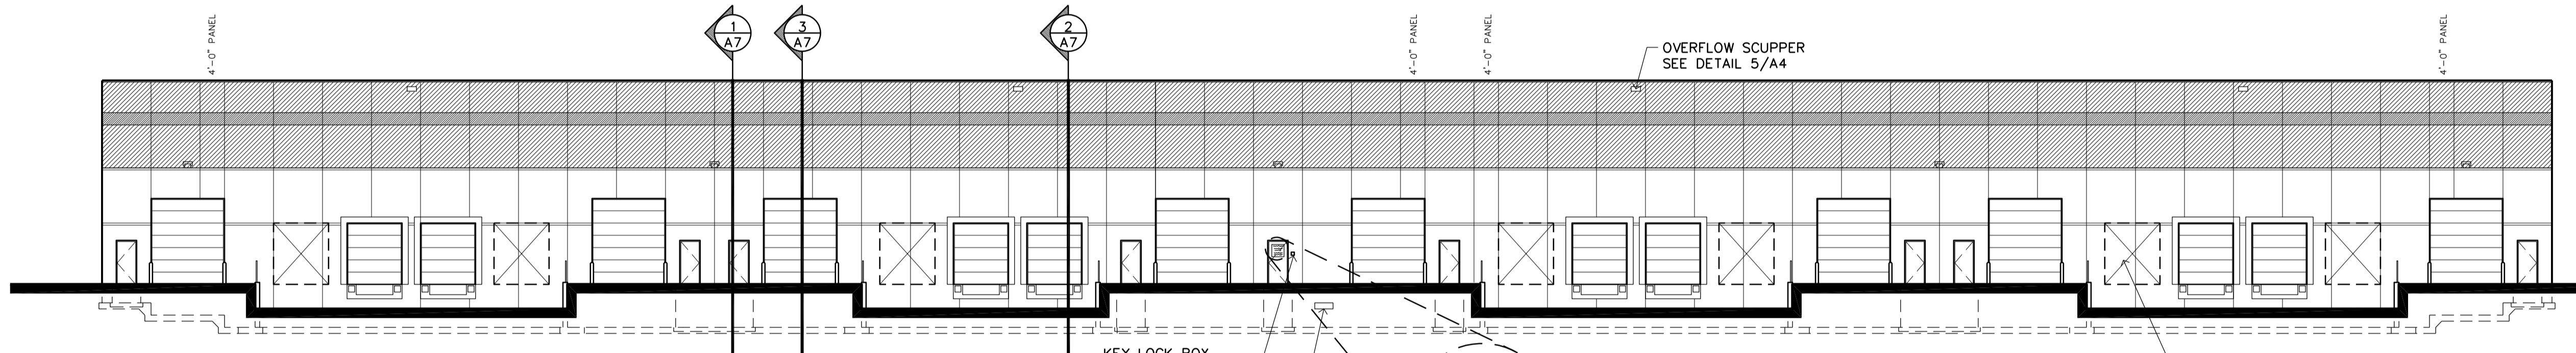 4'-0" PANEL
1
A7
3
A7
2
A7
4'-0" PANEL
4'-0" PANEL
OVERFLOW SCUPPER
SEE DETAIL 5/A4
4'-0" PANEL
KEY LOCK BOX